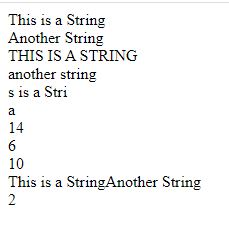 This is a String
Another String
THIS IS A STRING
another string
s is a Stri
a
14
6
10
This is a StringAnother String
2